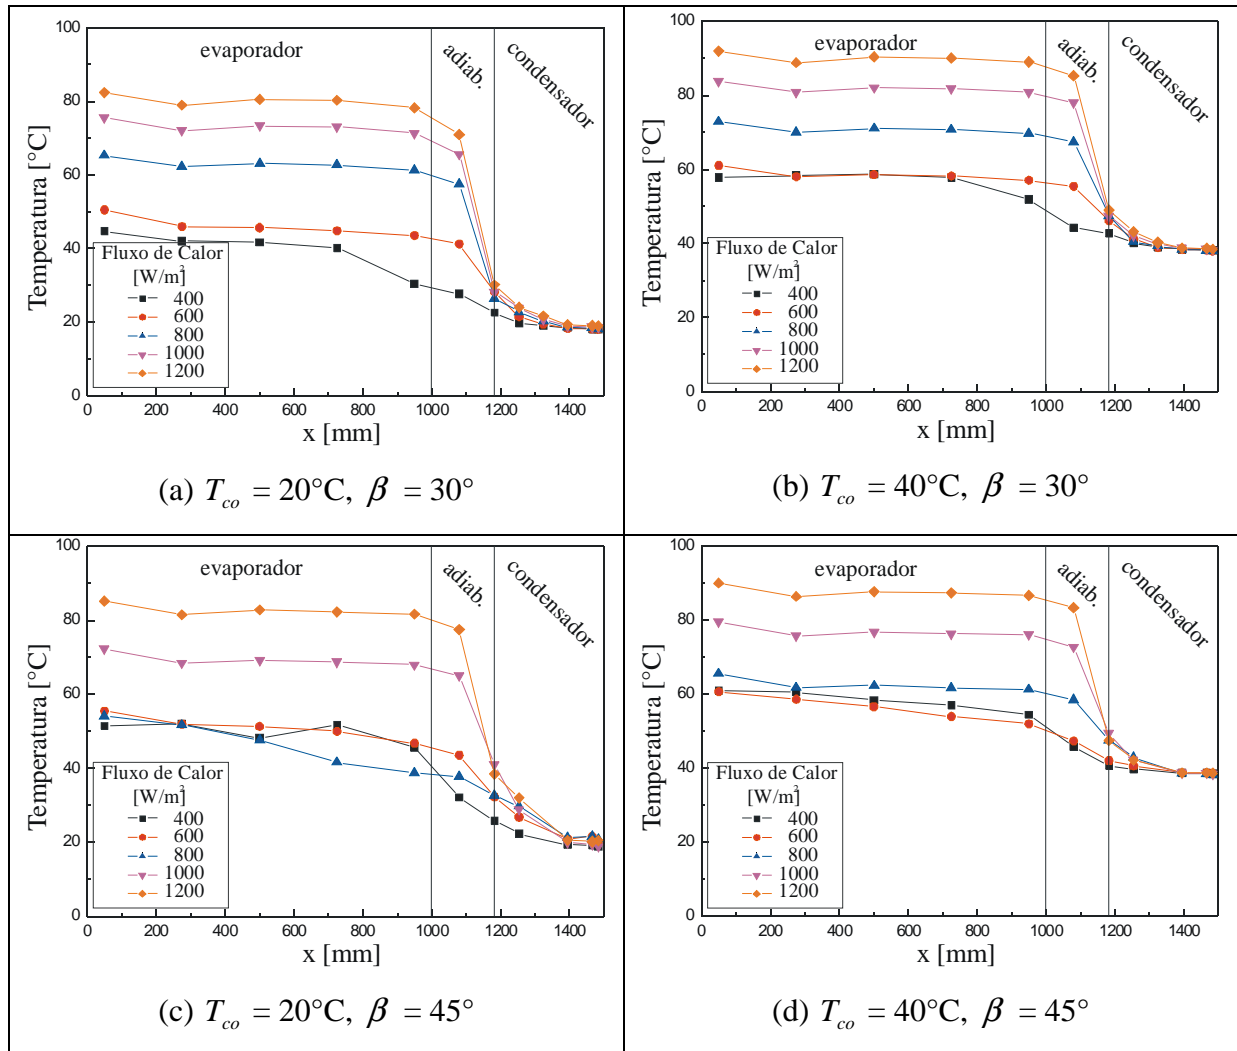 100
80
60
40
20
0
Temperatura [°C]
evaporador
adiab.
condensador
Fluxo de Calor
[W/m²]
400
600
800
1000
1200
0 200 400 600 800 1000 1200 1400
x [mm]
(a) T_co = 20°C, β = 30°
100
80
60
40
20
0
Temperatura [°C]
evaporador
adiab.
condensador
Fluxo de Calor
[W/m²]
400
600
800
1000
1200
0 200 400 600 800 1000 1200 1400
x [mm]
(b) T_co = 40°C, β = 30°
100
80
60
40
20
0
Temperatura [°C]
evaporador
adiab.
condensador
Fluxo de Calor
[W/m²]
400
600
800
1000
1200
0 200 400 600 800 1000 1200 1400
x [mm]
(c) T_co = 20°C, β = 45°
100
80
60
40
20
0
Temperatura [°C]
evaporador
adiab.
condensador
Fluxo de Calor
[W/m²]
400
600
800
1000
1200
0 200 400 600 800 1000 1200 1400
x [mm]
(d) T_co = 40°C, β = 45°